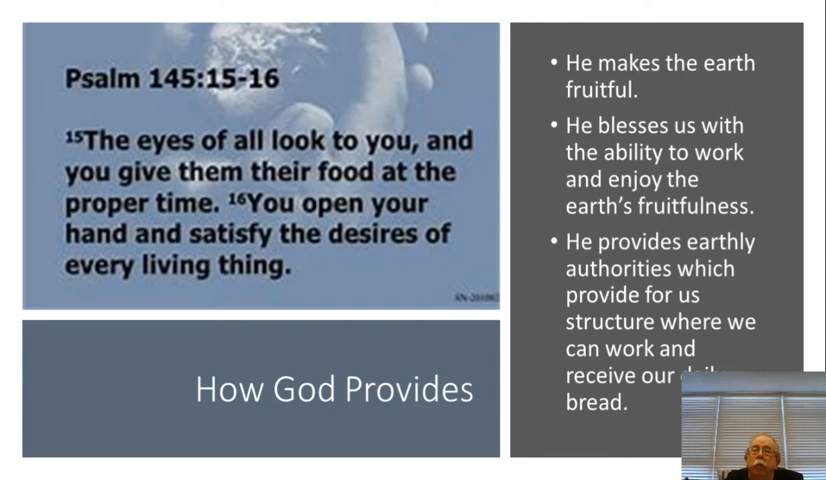 Psalm 145:15-16
¹⁵The eyes of all look to you, and
you give them their food at the
proper time. ¹⁶You open your
hand and satisfy the desires of
every living thing.
How God Provides
• He makes the earth
fruitful.
• He blesses us with
the ability to work
and enjoy the
earth’s fruitfulness.
• He provides earthly
authorities which
provide for us
structure where we
can work and
receive our daily
bread.